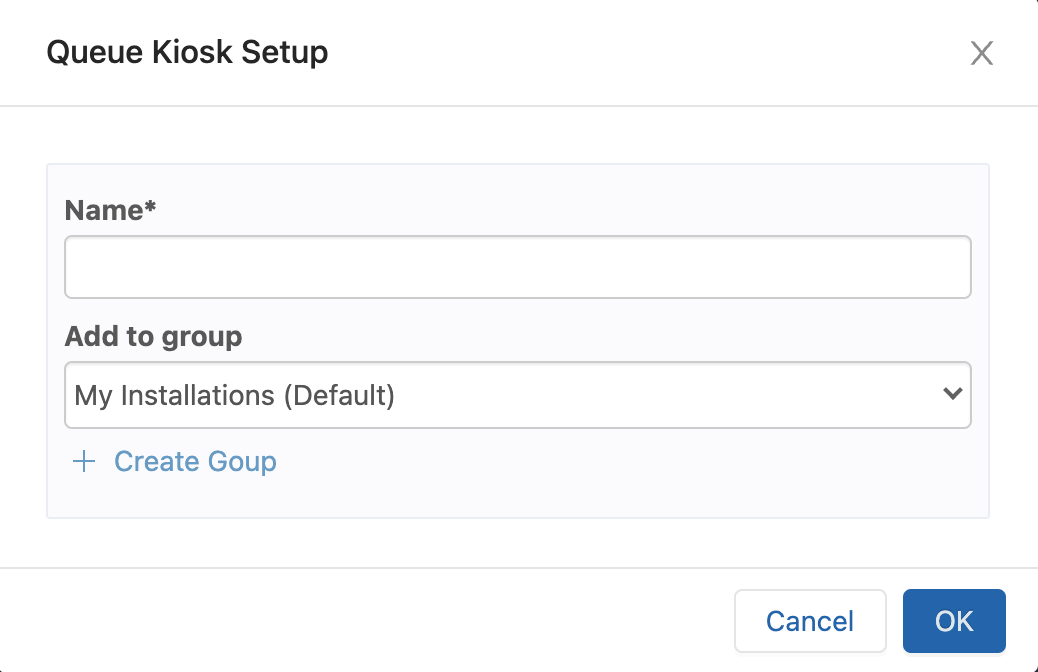 Queue Kiosk Setup
Name*
Add to group
My Installations (Default)
Create Goup
Cancel
OK